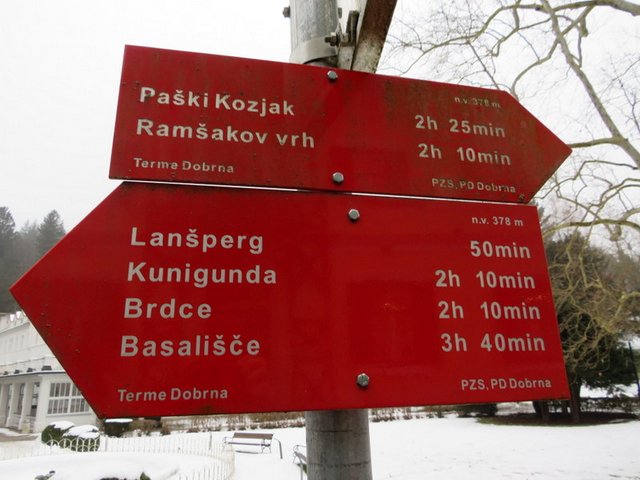 n.v. 378 m
Paški Kozjak 2h 25min
Ramšakov vrh 2h 10min
Terme Dobrna PZS, PD Dobrna
n.v. 378 m
Lanšperg 50min
Kunigunda 2h 10min
Brdce 2h 10min
Basališče 3h 40min
Terme Dobrna PZS, PD Dobrna